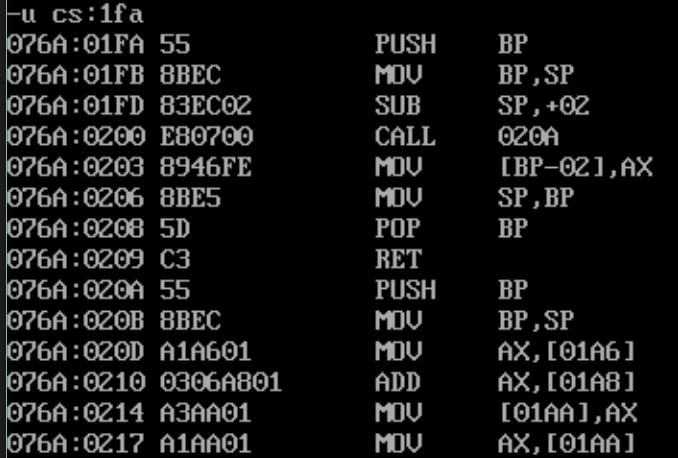 -u cs:1fa
076A:01FA 55 PUSH BP
076A:01FB 8BEC MOV BP,SP
076A:01FD 83EC02 SUB SP,+02
076A:0200 E80700 CALL 020A
076A:0203 8946FE MOV [BP-02],AX
076A:0206 8BE5 MOV SP,BP
076A:0208 5D POP BP
076A:0209 C3 RET
076A:020A 55 PUSH BP
076A:020B 8BEC MOV BP,SP
076A:020D A1A601 MOV AX,[01A6]
076A:0210 0306A801 ADD AX,[01A8]
076A:0214 A3AA01 MOV [01AA],AX
076A:0217 A1AA01 MOV AX,[01AA]